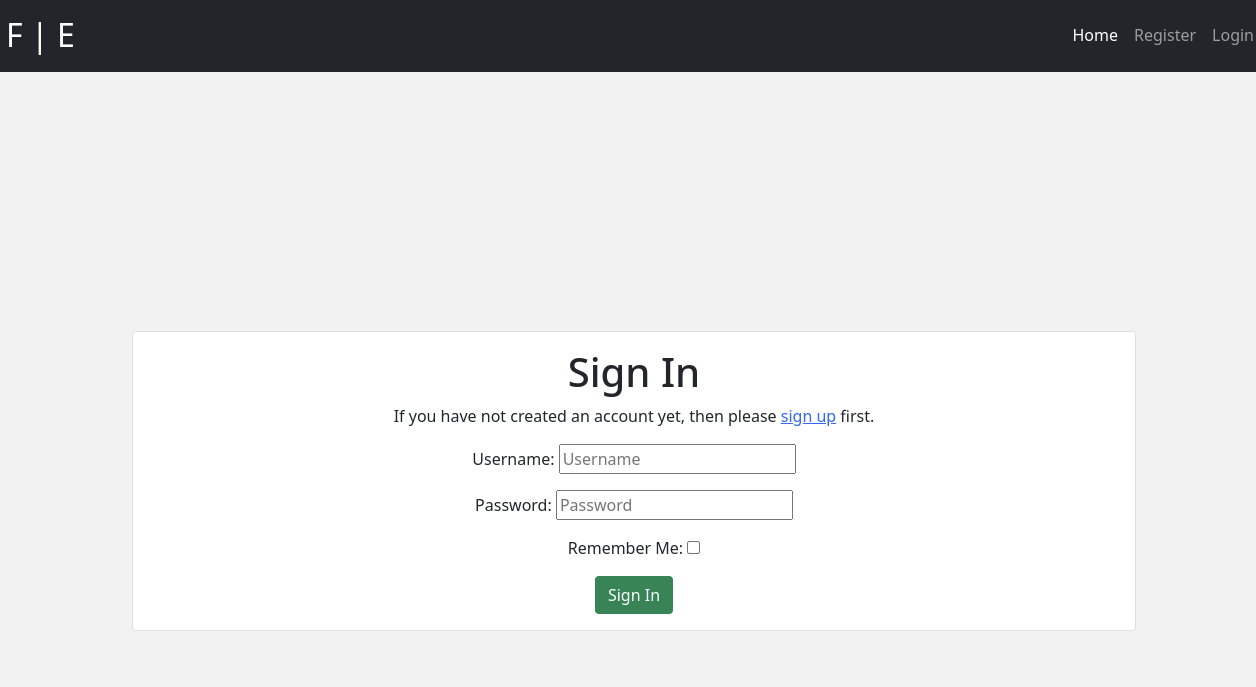 F | E
Home Register Login
Sign In
If you have not created an account yet, then please sign up first.
Username: Username
Password: Password
Remember Me:
Sign In